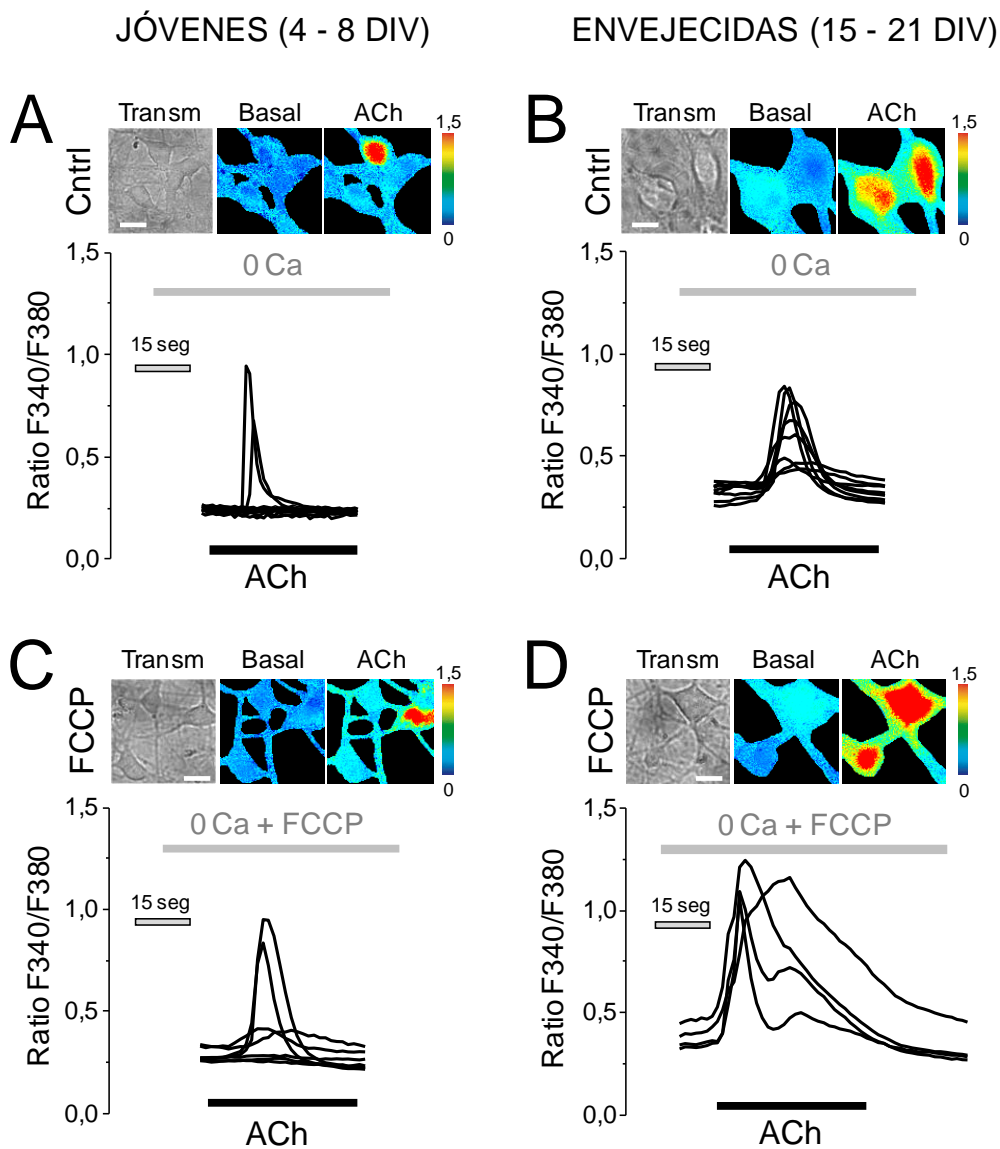 JÓVENES (4 - 8 DIV)
ENVEJECIDAS (15 - 21 DIV)
A
Transm Basal ACh 1,5
Cntrl
0
1,5
0 Ca
15 seg
1,0
Ratio F340/F380
0,5
0,0
ACh
B
Transm Basal ACh 1,5
Cntrl
0
1,5
0 Ca
15 seg
1,0
Ratio F340/F380
0,5
0,0
ACh
C
Transm Basal ACh 1,5
FCCP
0
1,5
0 Ca + FCCP
15 seg
1,0
Ratio F340/F380
0,5
0,0
ACh
D
Transm Basal ACh 1,5
FCCP
0
1,5
0 Ca + FCCP
15 seg
1,0
Ratio F340/F380
0,5
0,0
ACh